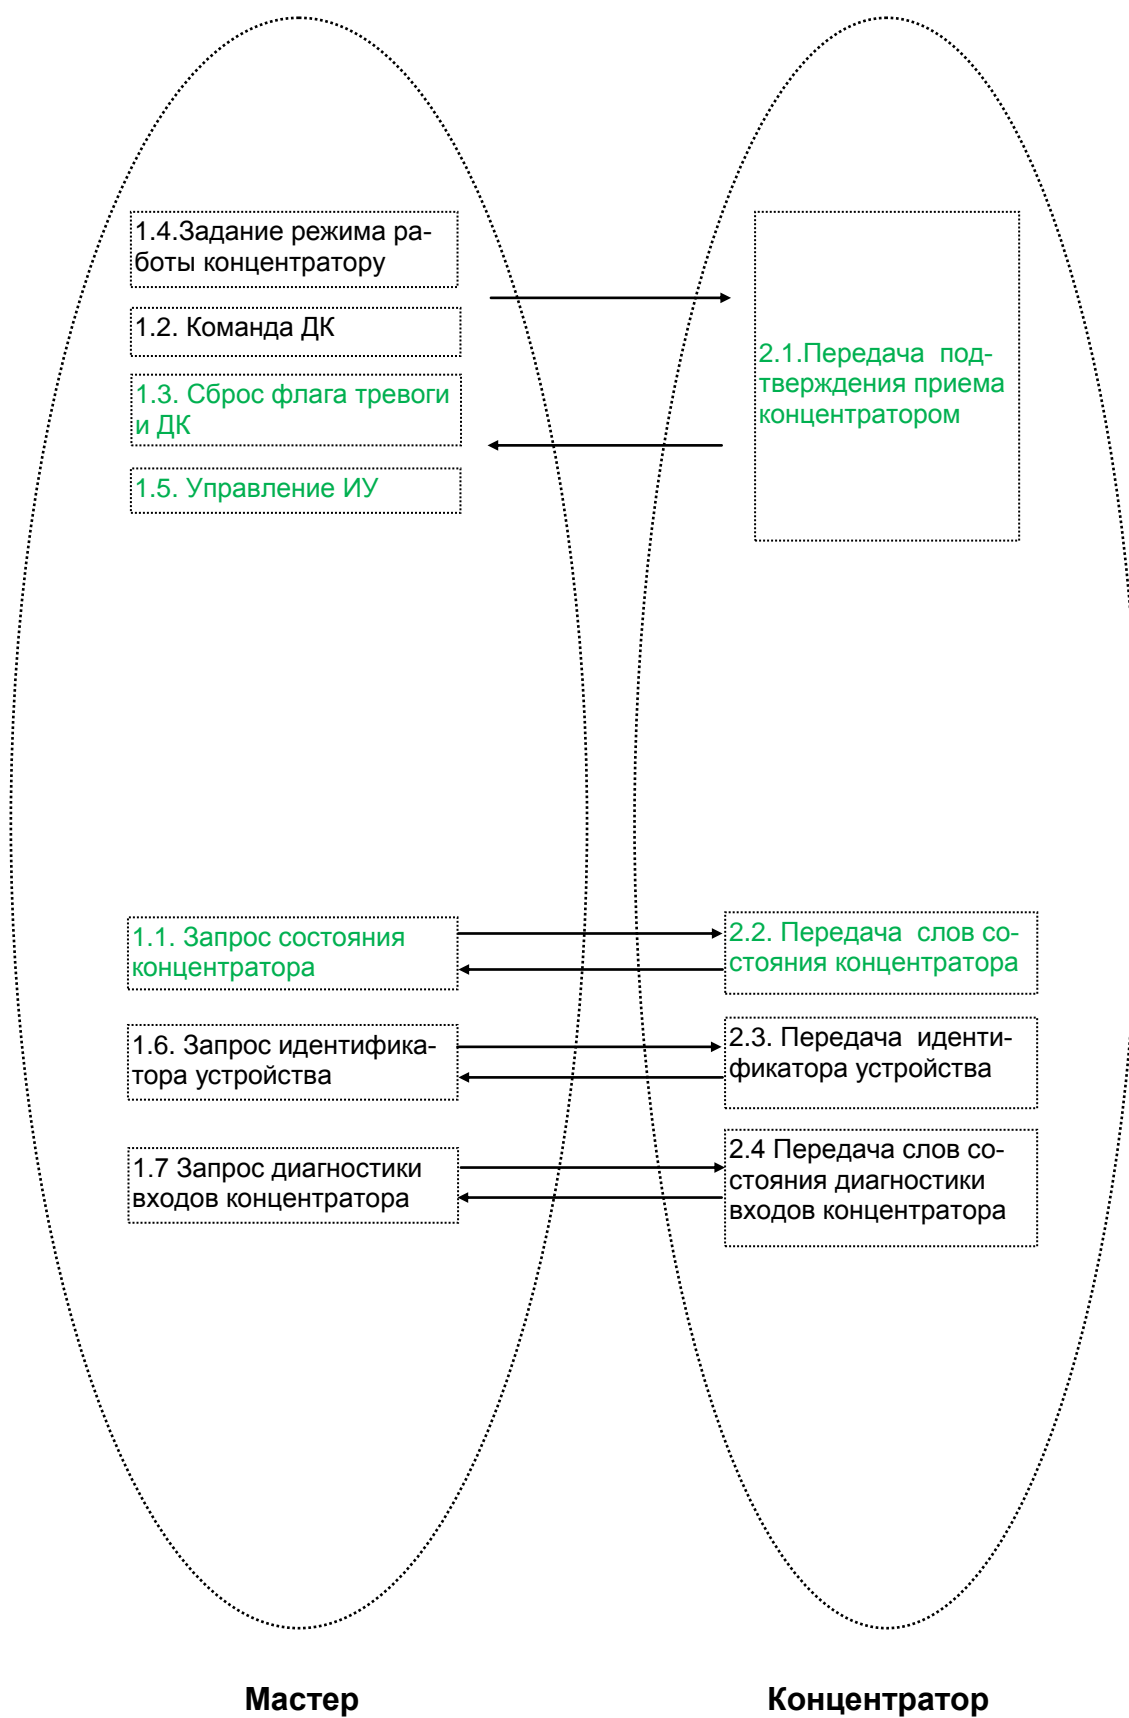 1.4.Задание режима ра-
боты концентратору
1.2. Команда ДК
1.3. Сброс флага тревоги
и ДК
1.5. Управление ИУ
2.1.Передача под-
тверждения приема
концентратором
1.1. Запрос состояния
концентратора
2.2. Передача слов со-
стояния концентратора
1.6. Запрос идентифика-
тора устройства
2.3. Передача иденти-
фикатора устройства
1.7 Запрос диагностики
входов концентратора
2.4 Передача слов со-
стояния диагностики
входов концентратора
Мастер
Концентратор